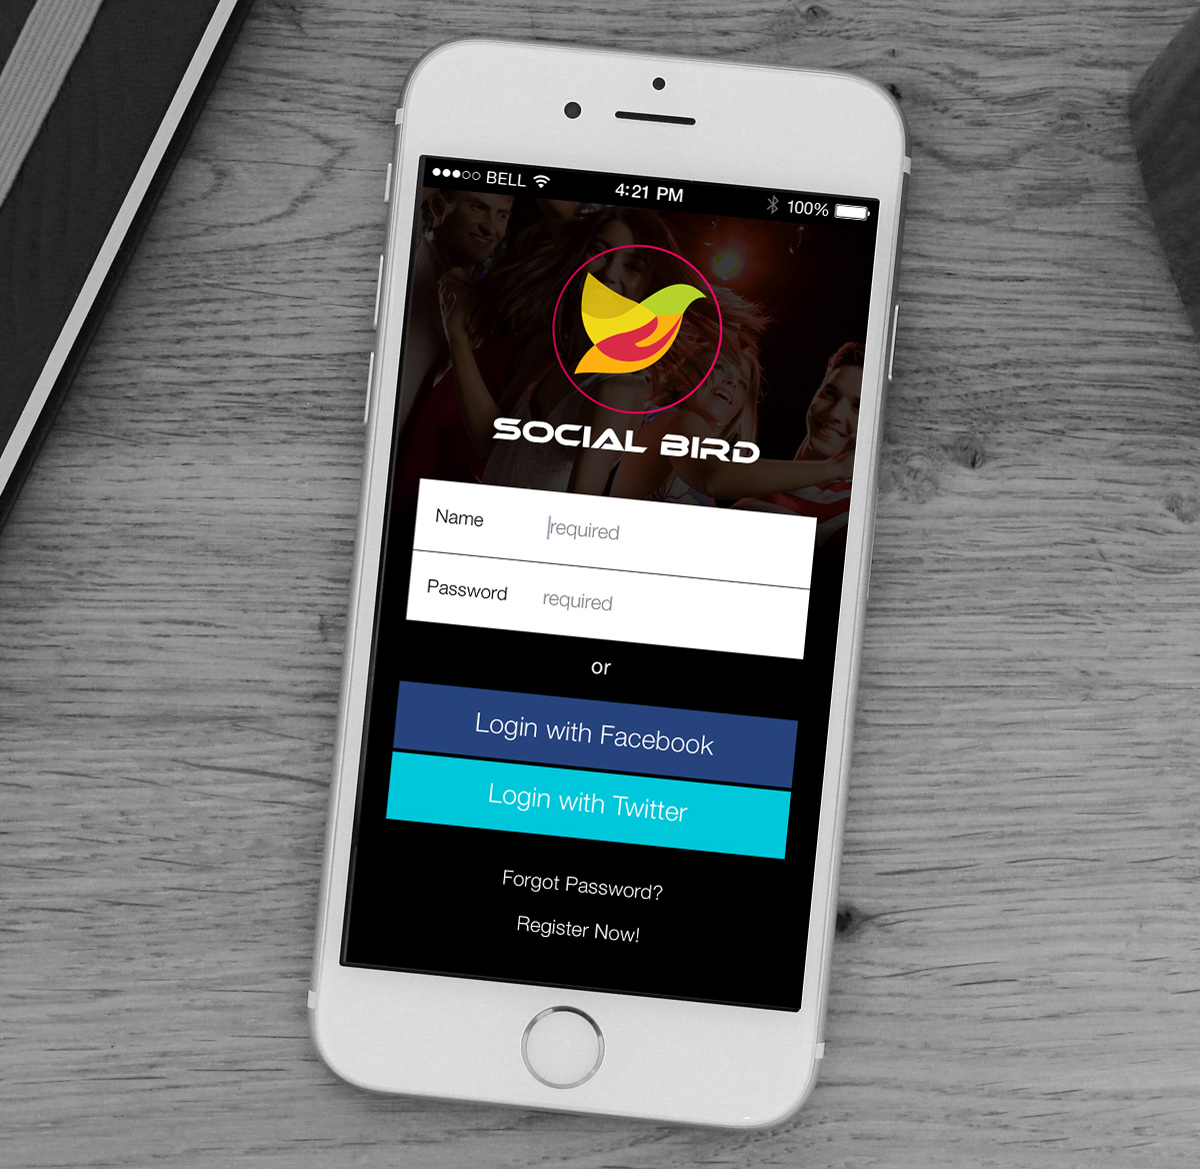 BELL 4:21 PM 100%
SOCIAL BIRD
Name required
Password required
or
Login with Facebook
Login with Twitter
Forgot Password?
Register Now!